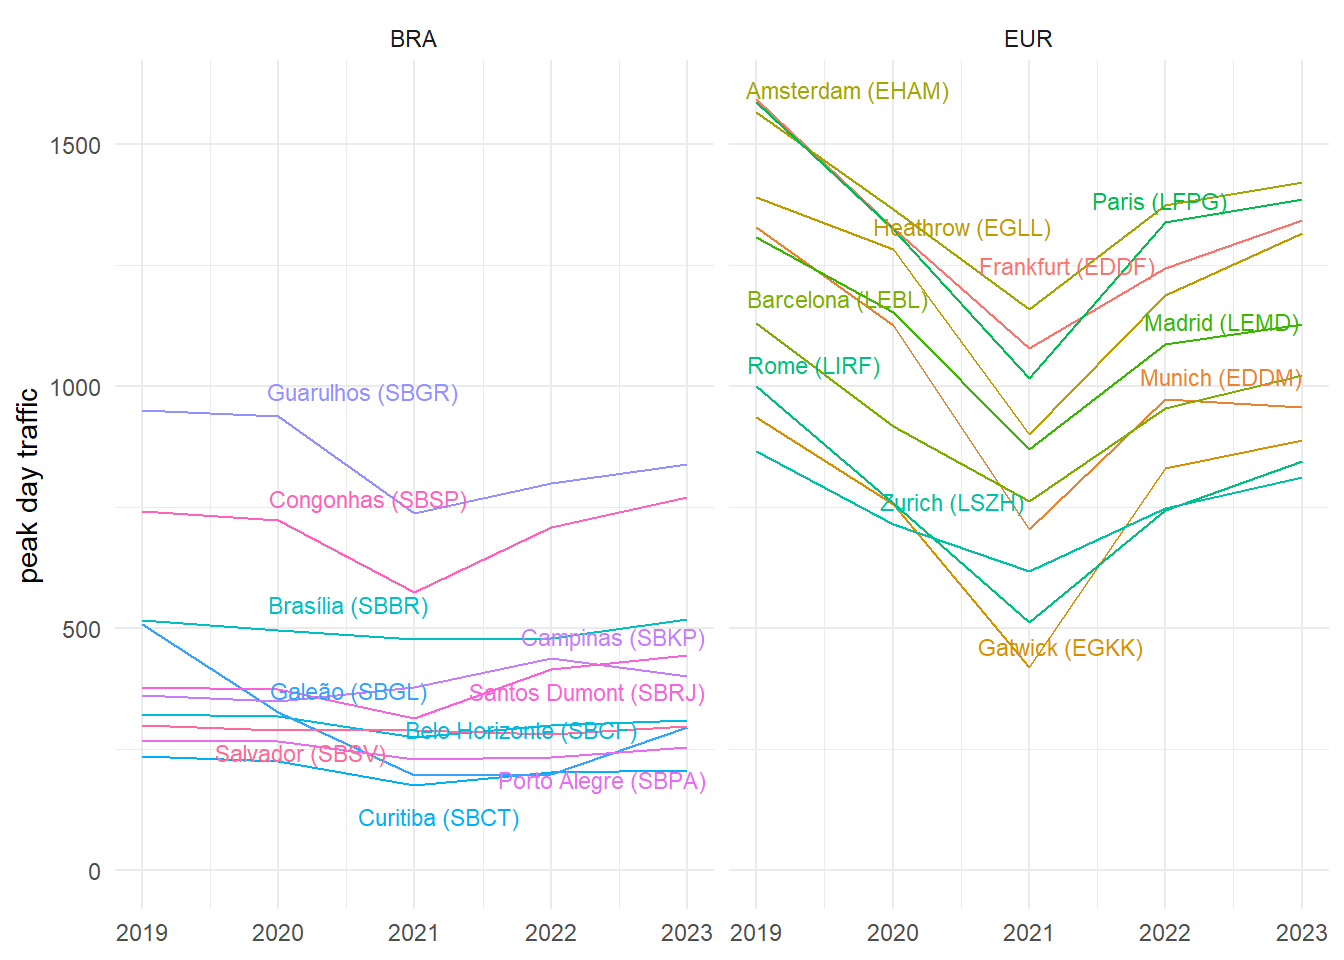 BRA
EUR
peak day traffic
1500
1000
500
0
Guarulhos (SBGR)
Congonhas (SBSP)
Brasília (SBBR)
Campinas (SBKP)
Galeão (SBGL)
Santos Dumont (SBRJ)
Belo Horizonte (SBCF)
Salvador (SBSV)
Porto Alegre (SBPA)
Curitiba (SBCT)
2019
2020
2021
2022
2023
Amsterdam (EHAM)
Paris (LFPG)
Heathrow (EGLL)
Frankfurt (EDDF)
Barcelona (LEBL)
Madrid (LEMD)
Rome (LIRF)
Munich (EDDM)
Zurich (LSZH)
Gatwick (EGKK)
2019
2020
2021
2022
2023